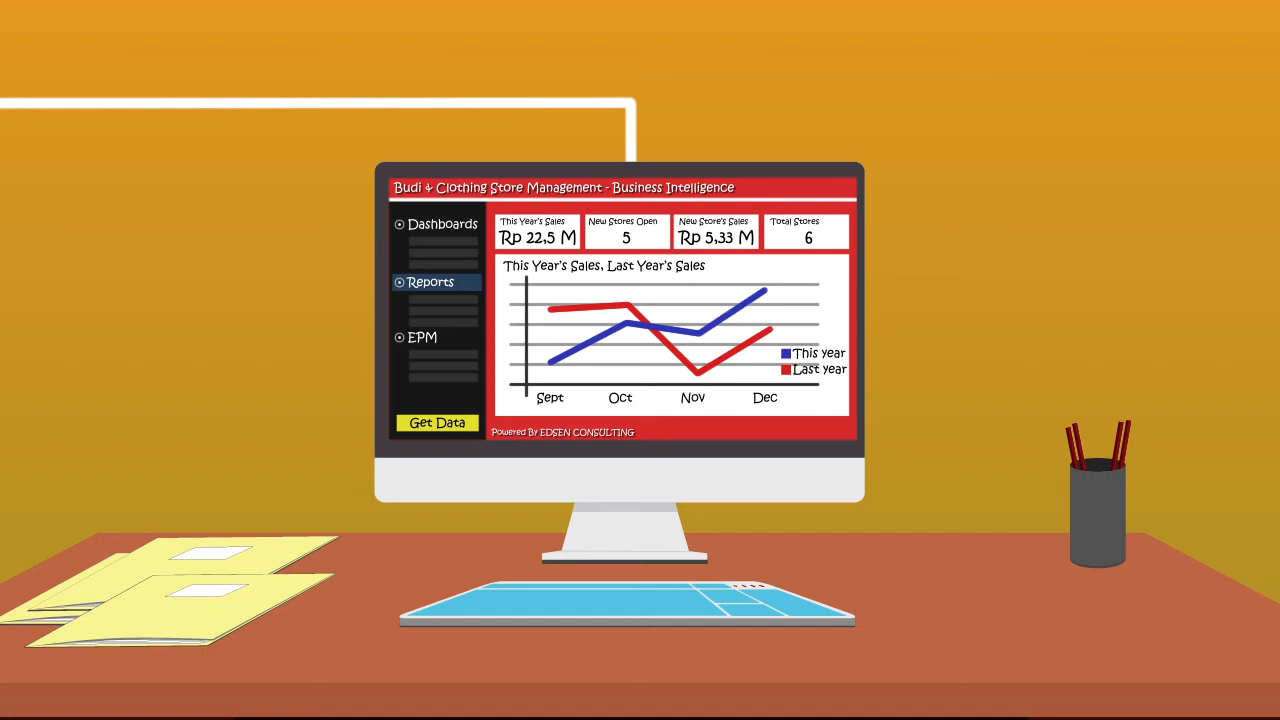 Budi & Clothing Store Management - Business Intelligence
Dashboards
Reports
EPM
Get Data
This Year's Sales
Rp 22,5 M
New Stores Open
5
New Store's Sales
Rp 5,33 M
Total Stores
6
This Year's Sales, Last Year's Sales
This year
Last year
Sept Oct Nov Dec
Powered By EDSEN CONSULTING